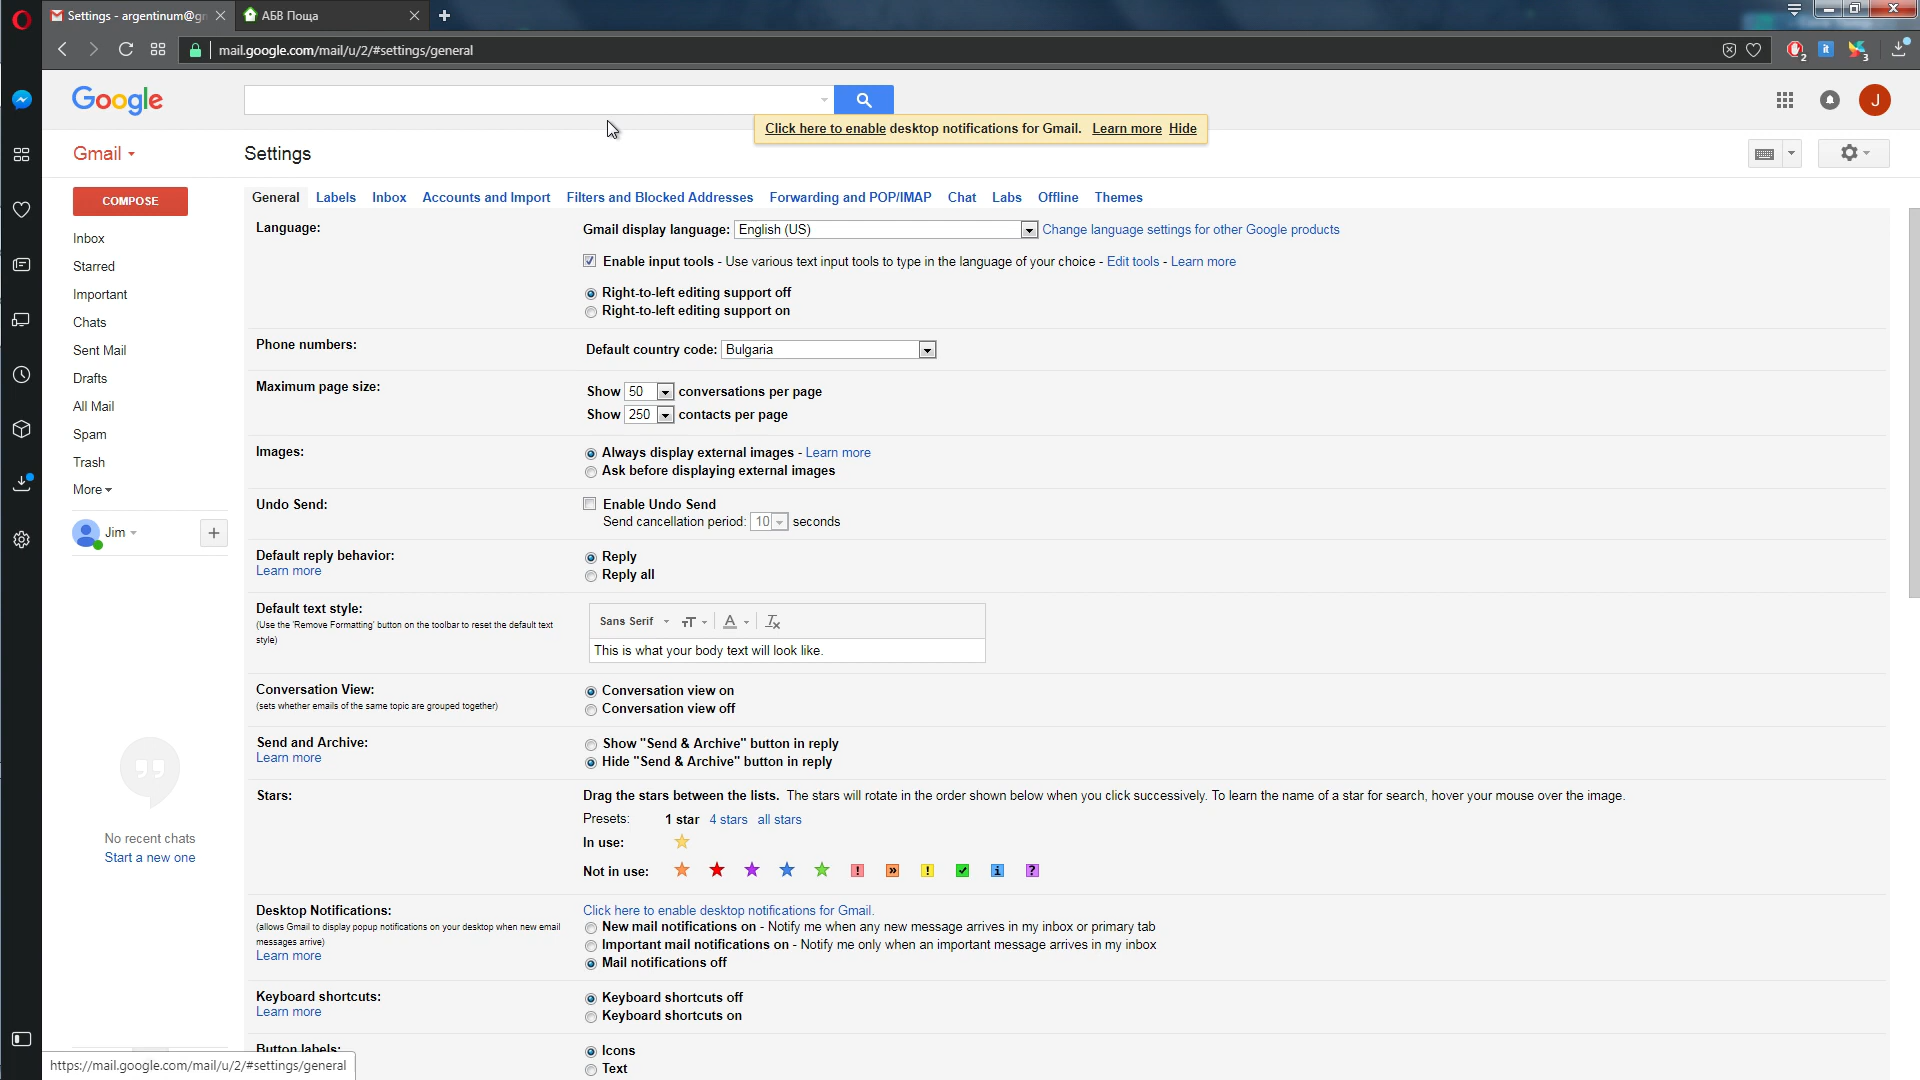 Settings - argentinum@gm
АБВ Поща
mail.google.com/mail/u/2/#settings/general
2
it
3
Google
J
Click here to enable desktop notifications for Gmail. Learn more Hide
Gmail
Settings
COMPOSE
Inbox
Starred
Important
Chats
Sent Mail
Drafts
All Mail
Spam
Trash
More
Jim
+
No recent chats
Start a new one
General Labels Inbox Accounts and Import Filters and Blocked Addresses Forwarding and POP/IMAP Chat Labs Offline Themes
Language:
Gmail display language: English (US) Change language settings for other Google products
Enable input tools - Use various text input tools to type in the language of your choice - Edit tools - Learn more
Right-to-left editing support off
Right-to-left editing support on
Phone numbers:
Default country code: Bulgaria
Maximum page size:
Show 50 conversations per page
Show 250 contacts per page
Images:
Always display external images - Learn more
Ask before displaying external images
Undo Send:
Enable Undo Send
Send cancellation period: 10 seconds
Default reply behavior:
Learn more
Reply
Reply all
Default text style:
(Use the 'Remove Formatting' button on the toolbar to reset the default text
style)
Sans Serif
This is what your body text will look like.
Conversation View:
(sets whether emails of the same topic are grouped together)
Conversation view on
Conversation view off
Send and Archive:
Learn more
Show "Send & Archive" button in reply
Hide "Send & Archive" button in reply
Stars:
Drag the stars between the lists. The stars will rotate in the order shown below when you click successively. To learn the name of a star for search, hover your mouse over the image.
Presets: 1 star 4 stars all stars
In use:
Not in use: ! » ! i ?
Desktop Notifications:
(allows Gmail to display popup notifications on your desktop when new email
messages arrive)
Learn more
Click here to enable desktop notifications for Gmail.
New mail notifications on - Notify me when any new message arrives in my inbox or primary tab
Important mail notifications on - Notify me only when an important message arrives in my inbox
Mail notifications off
Keyboard shortcuts:
Learn more
Keyboard shortcuts off
Keyboard shortcuts on
Button labels:
Icons
Text
https://mail.google.com/mail/u/2/#settings/general